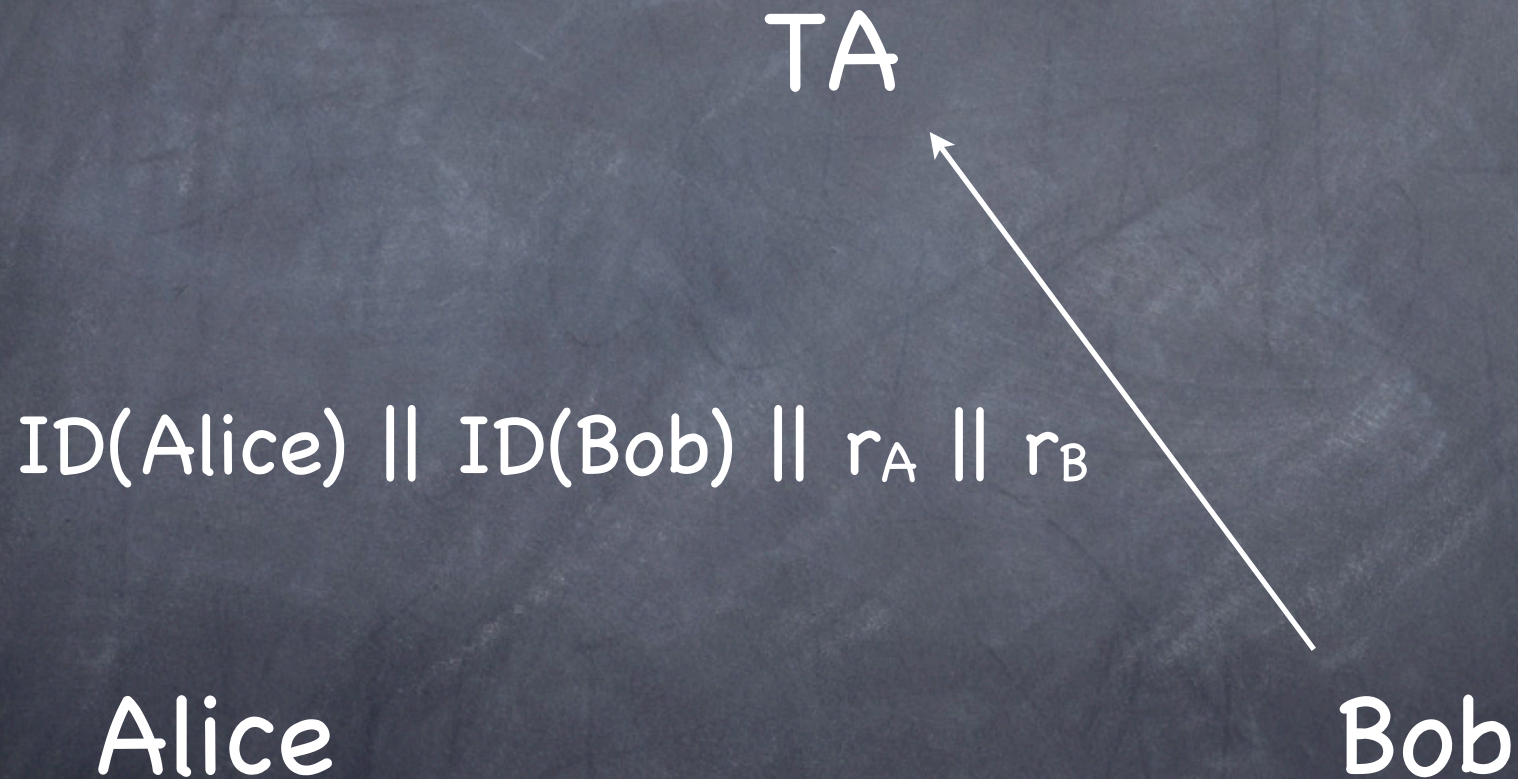 TA
ID(Alice) || ID(Bob) || rA || rB
Alice Bob